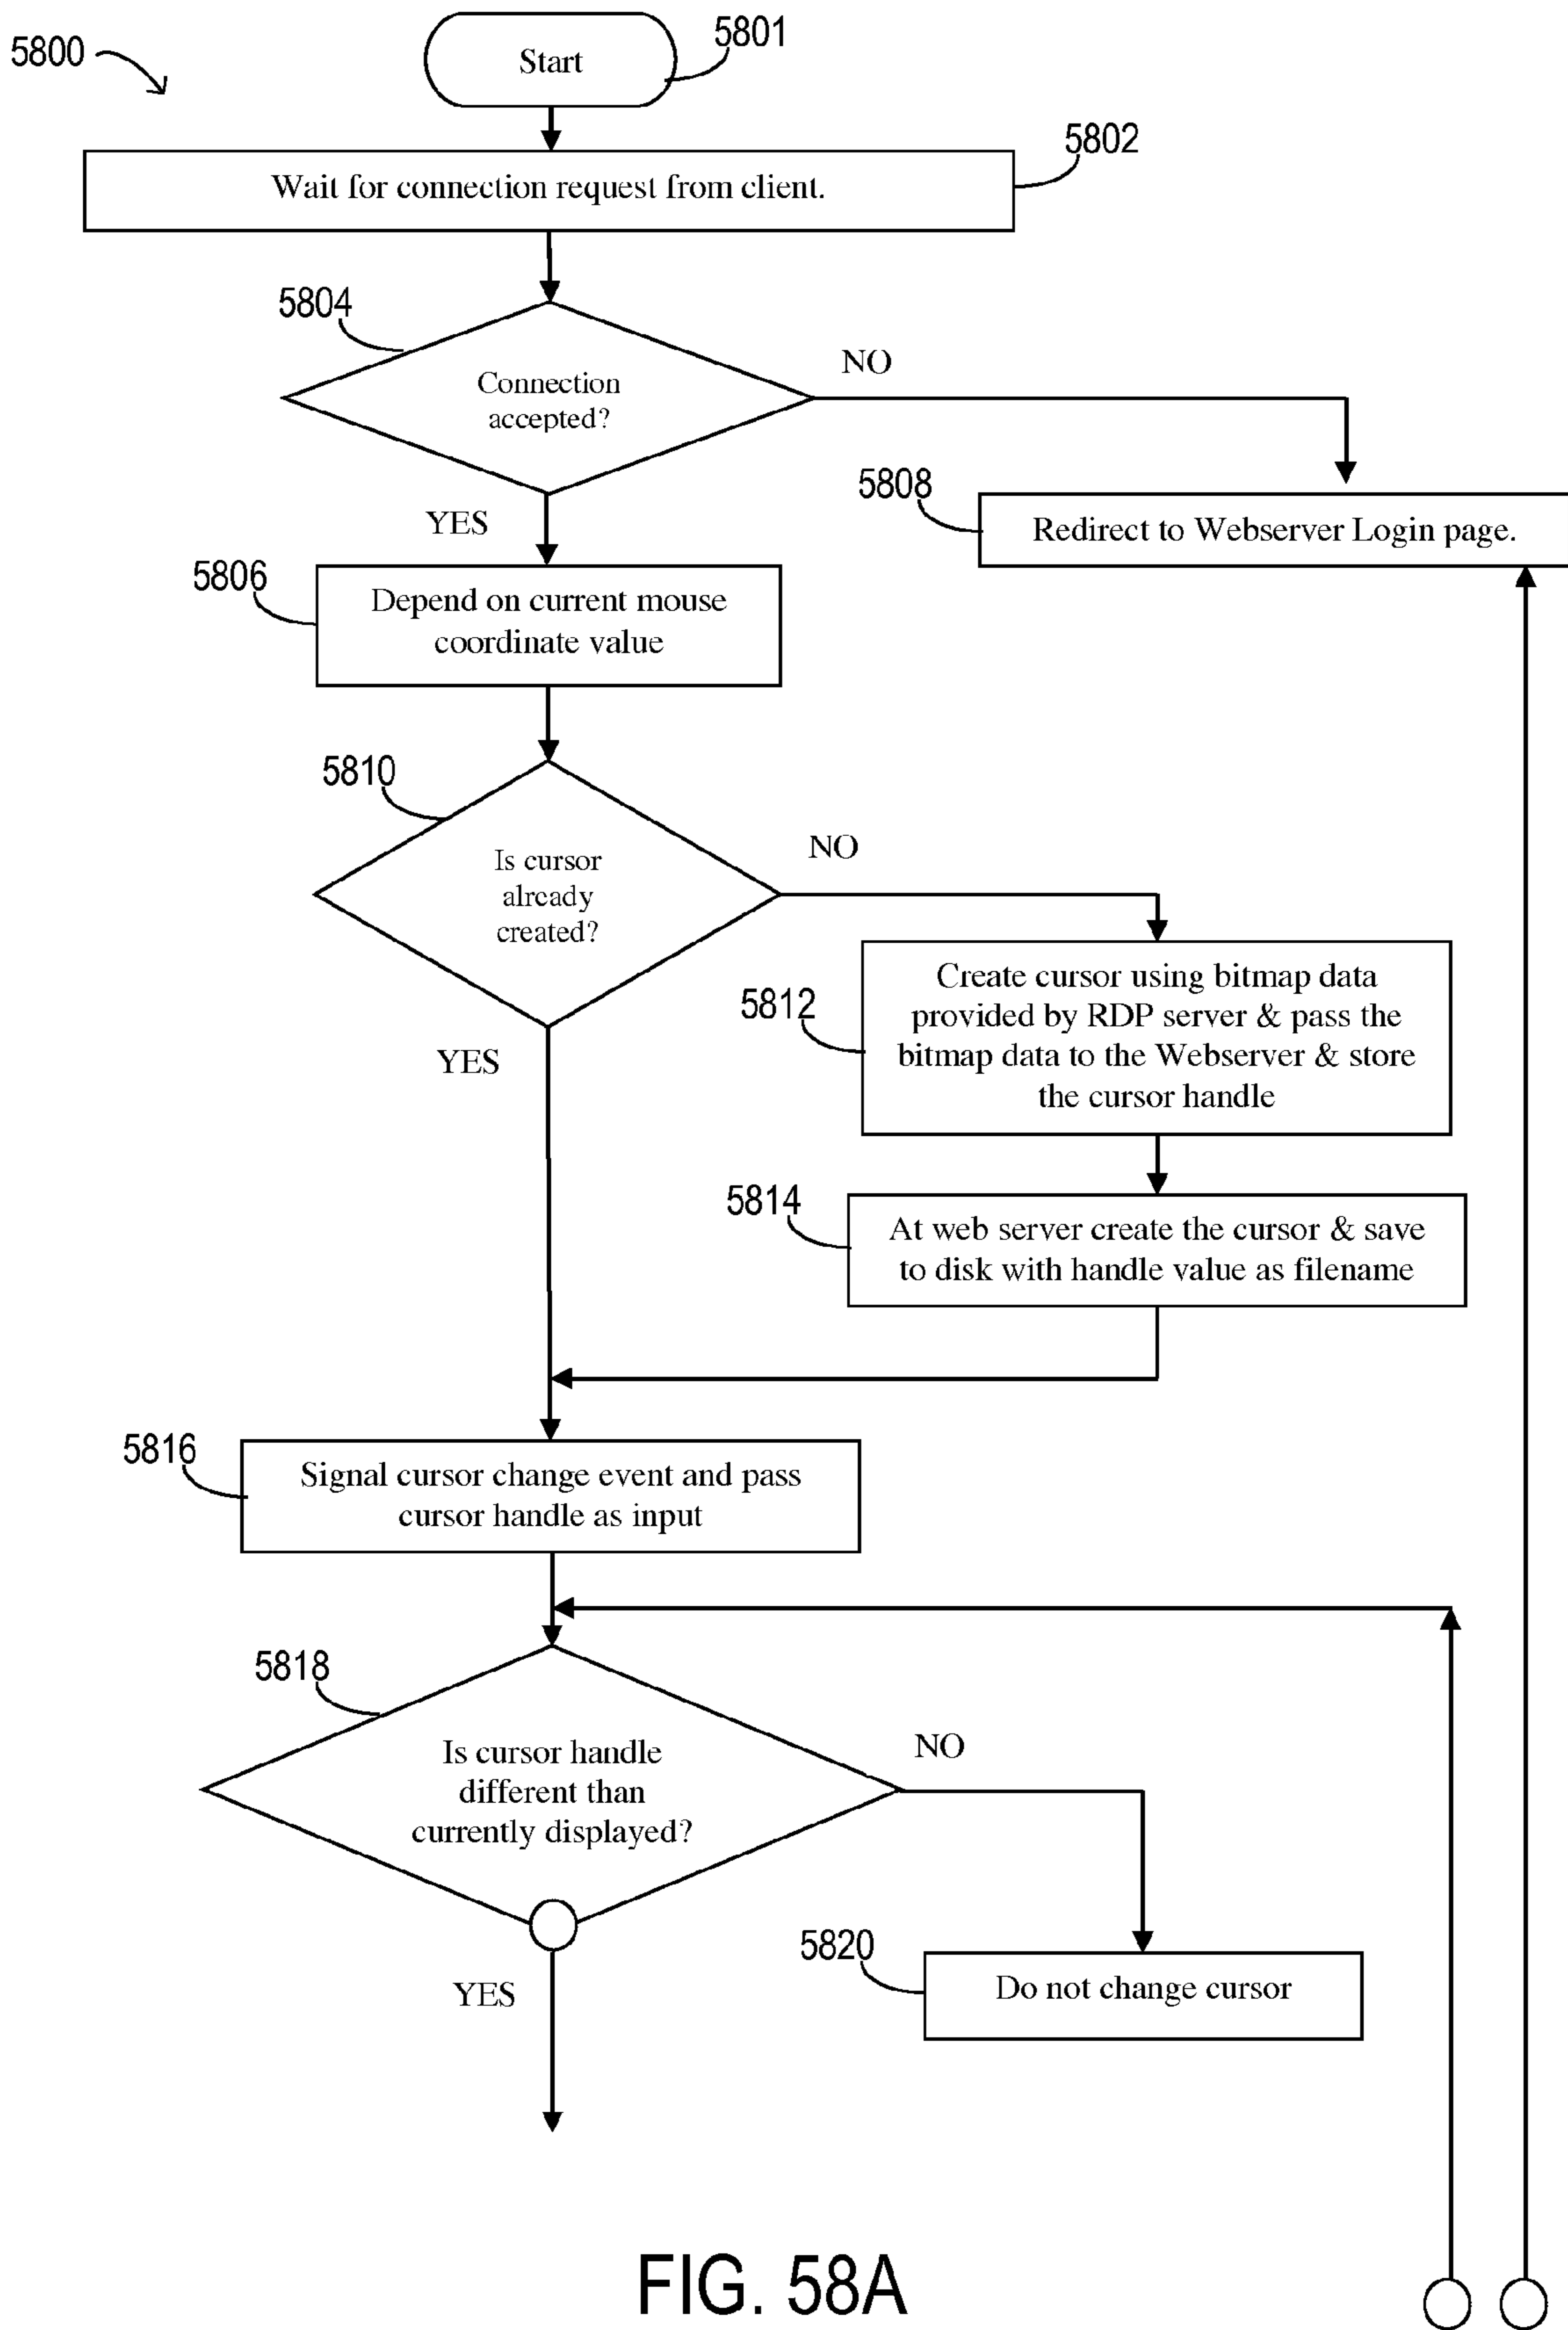 5800
Start
5801
5802
Wait for connection request from client.
5804
Connection
accepted?
NO
YES
5808
Redirect to Webserver Login page.
5806
Depend on current mouse
coordinate value
5810
Is cursor
already
created?
NO
YES
5812
Create cursor using bitmap data
provided by RDP server & pass the
bitmap data to the Webserver & store
the cursor handle
5814
At web server create the cursor & save
to disk with handle value as filename
5816
Signal cursor change event and pass
cursor handle as input
5818
Is cursor handle
different than
currently displayed?
NO
YES
5820
Do not change cursor
FIG. 58A